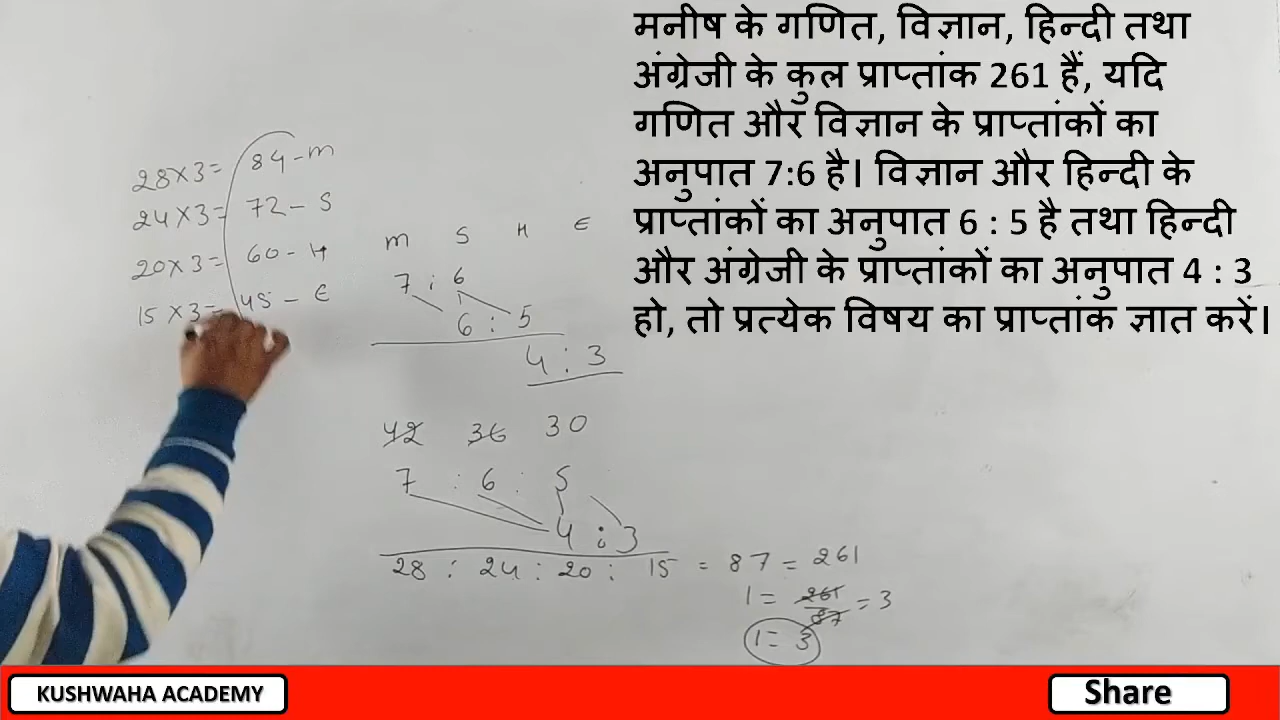 मनीष के गणित, विज्ञान, हिन्दी तथा
अंग्रेजी के कुल प्राप्तांक 261 हैं, यदि
गणित और विज्ञान के प्राप्तांकों का
अनुपात 7:6 है। विज्ञान और हिन्दी के
प्राप्तांकों का अनुपात 6 : 5 है तथा हिन्दी
और अंग्रेजी के प्राप्तांकों का अनुपात 4 : 3
हो, तो प्रत्येक विषय का प्राप्तांक ज्ञात करें।
28×3= 84-m
24×3= 72-S
20×3= 60-H
15×3= 45-E
m S H E
7 : 6
6 : 5
4 : 3
42 36 30
7 : 6 : 5
4 : 3
28 : 24 : 20 : 15 = 87 = 261
1 = 261/87 = 3
1 = 3
KUSHWAHA ACADEMY
Share